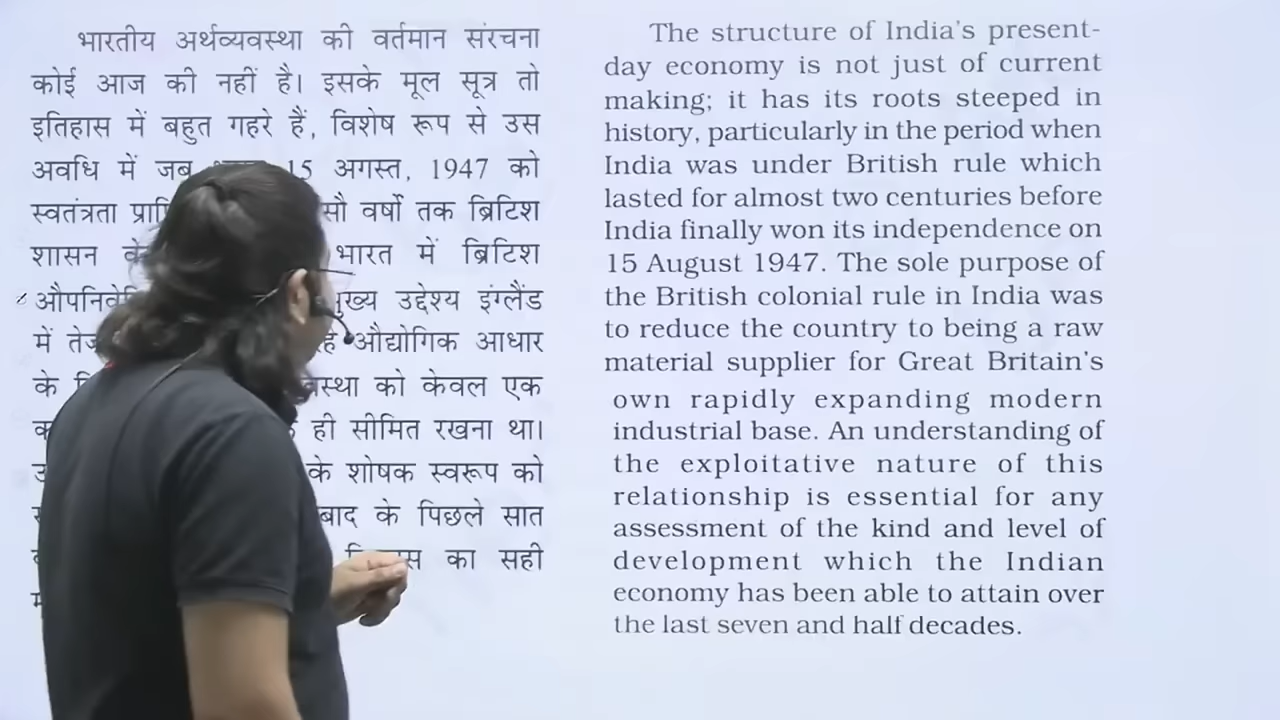 भारतीय अर्थव्यवस्था की वर्तमान संरचना
कोई आज की नहीं है। इसके मूल सूत्र तो
इतिहास में बहुत गहरे हैं, विशेष रूप से उस
अवधि में जब 15 अगस्त, 1947 को
स्वतंत्रता सौ वर्षों तक ब्रिटिश
शासन भारत में ब्रिटिश
मुख्य उद्देश्य इंग्लैंड
में औद्योगिक आधार
के को केवल एक
ही सीमित रखना था।
के शोषक स्वरूप को
बाद के पिछले सात
का सही
The structure of India's present-
day economy is not just of current
making; it has its roots steeped in
history, particularly in the period when
India was under British rule which
lasted for almost two centuries before
India finally won its independence on
15 August 1947. The sole purpose of
the British colonial rule in India was
to reduce the country to being a raw
material supplier for Great Britain's
own rapidly expanding modern
industrial base. An understanding of
the exploitative nature of this
relationship is essential for any
assessment of the kind and level of
development which the Indian
economy has been able to attain over
the last seven and half decades.